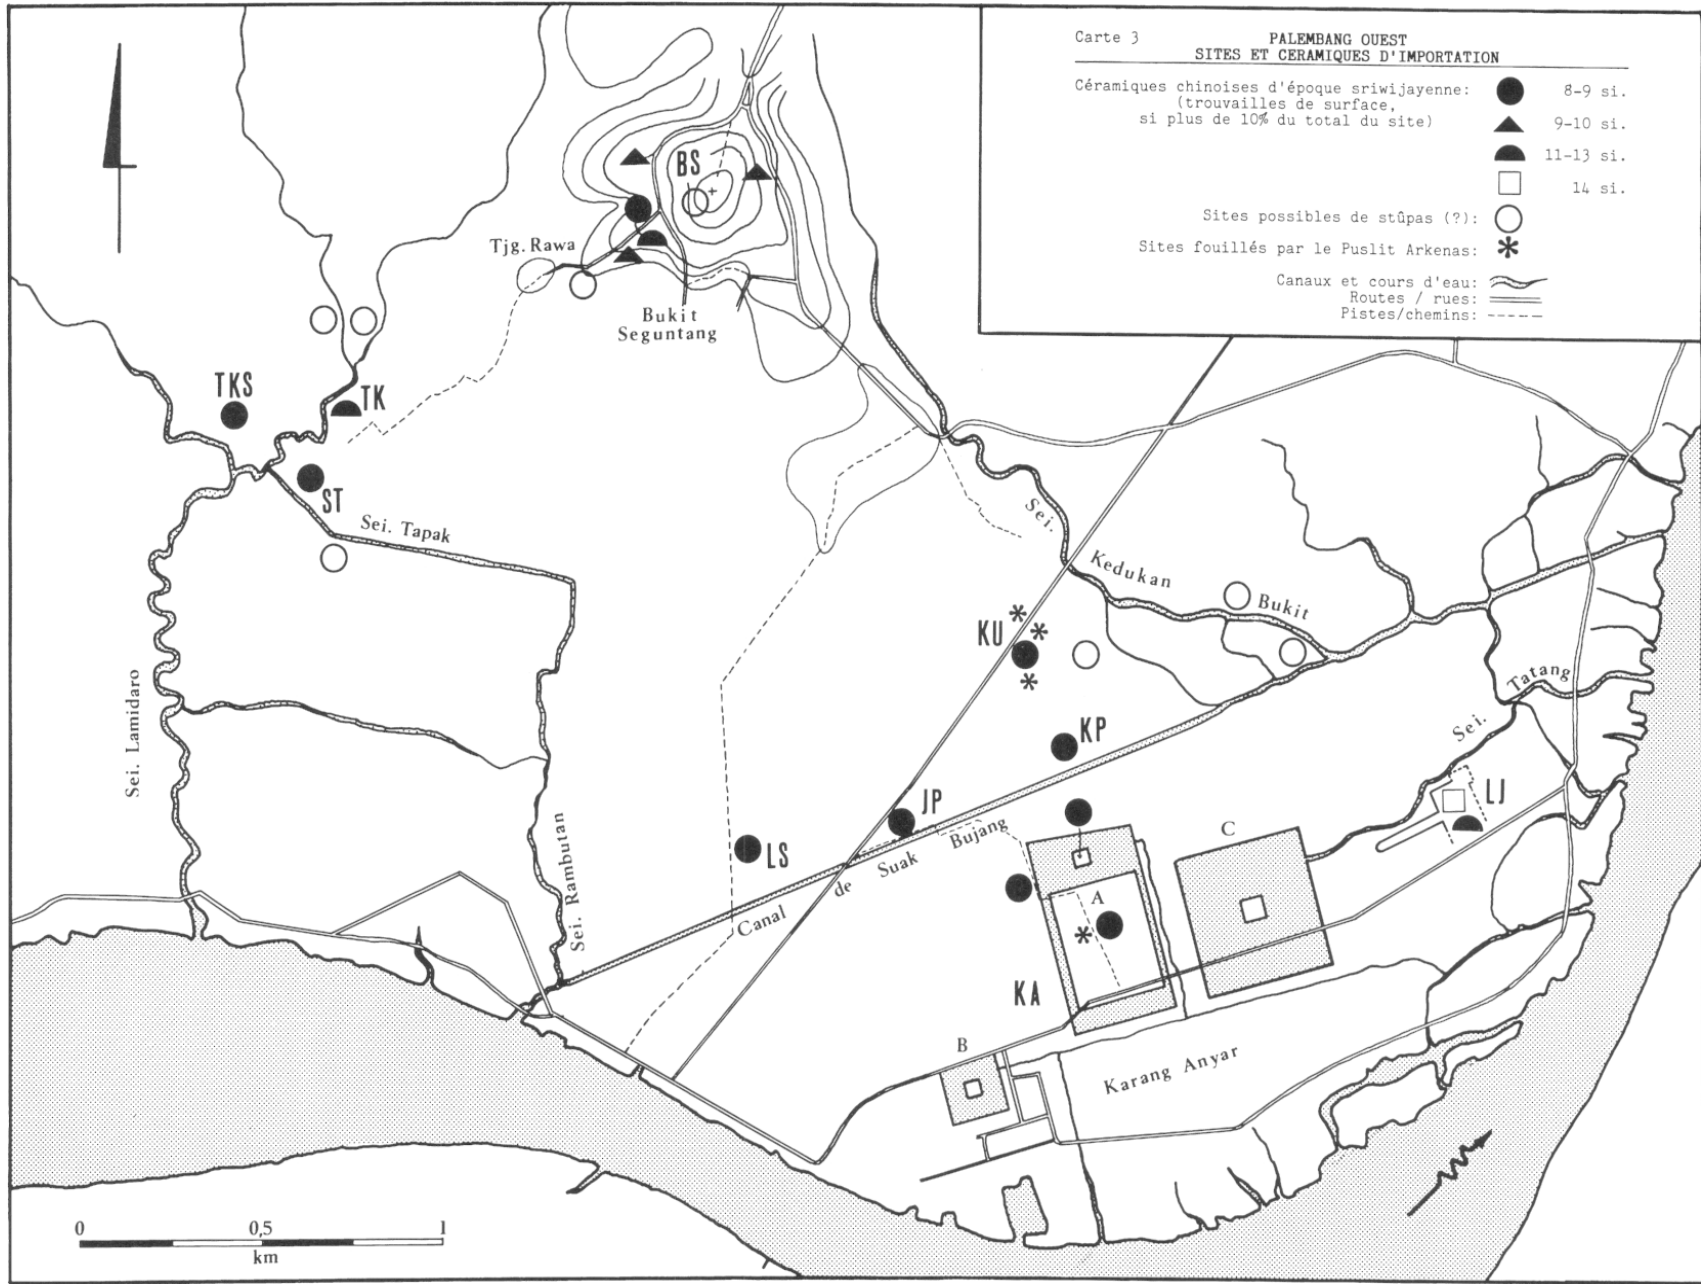 Carte 3
PALEMBANG OUEST
SITES ET CERAMIQUES D'IMPORTATION
Céramiques chinoises d'époque sriwijayenne:
(trouvailles de surface,
si plus de 10% du total du site)
8-9 si.
9-10 si.
11-13 si.
14 si.
Sites possibles de stûpas (?):
Sites fouillés par le Puslit Arkenas:
Canaux et cours d'eau:
Routes / rues:
Pistes/chemins:
BS
Tjg. Rawa
Bukit
Seguntang
TKS
TK
ST
Sei. Tapak
Sei. Kedukan Bukit
KU
Sei. Tatang
Sei. Lamidaro
KP
JP
LJ
LS
Sei. Rambutan
Canal de Suak Bujang
C
A
KA
B
Karang Anyar
0 0,5 1
km